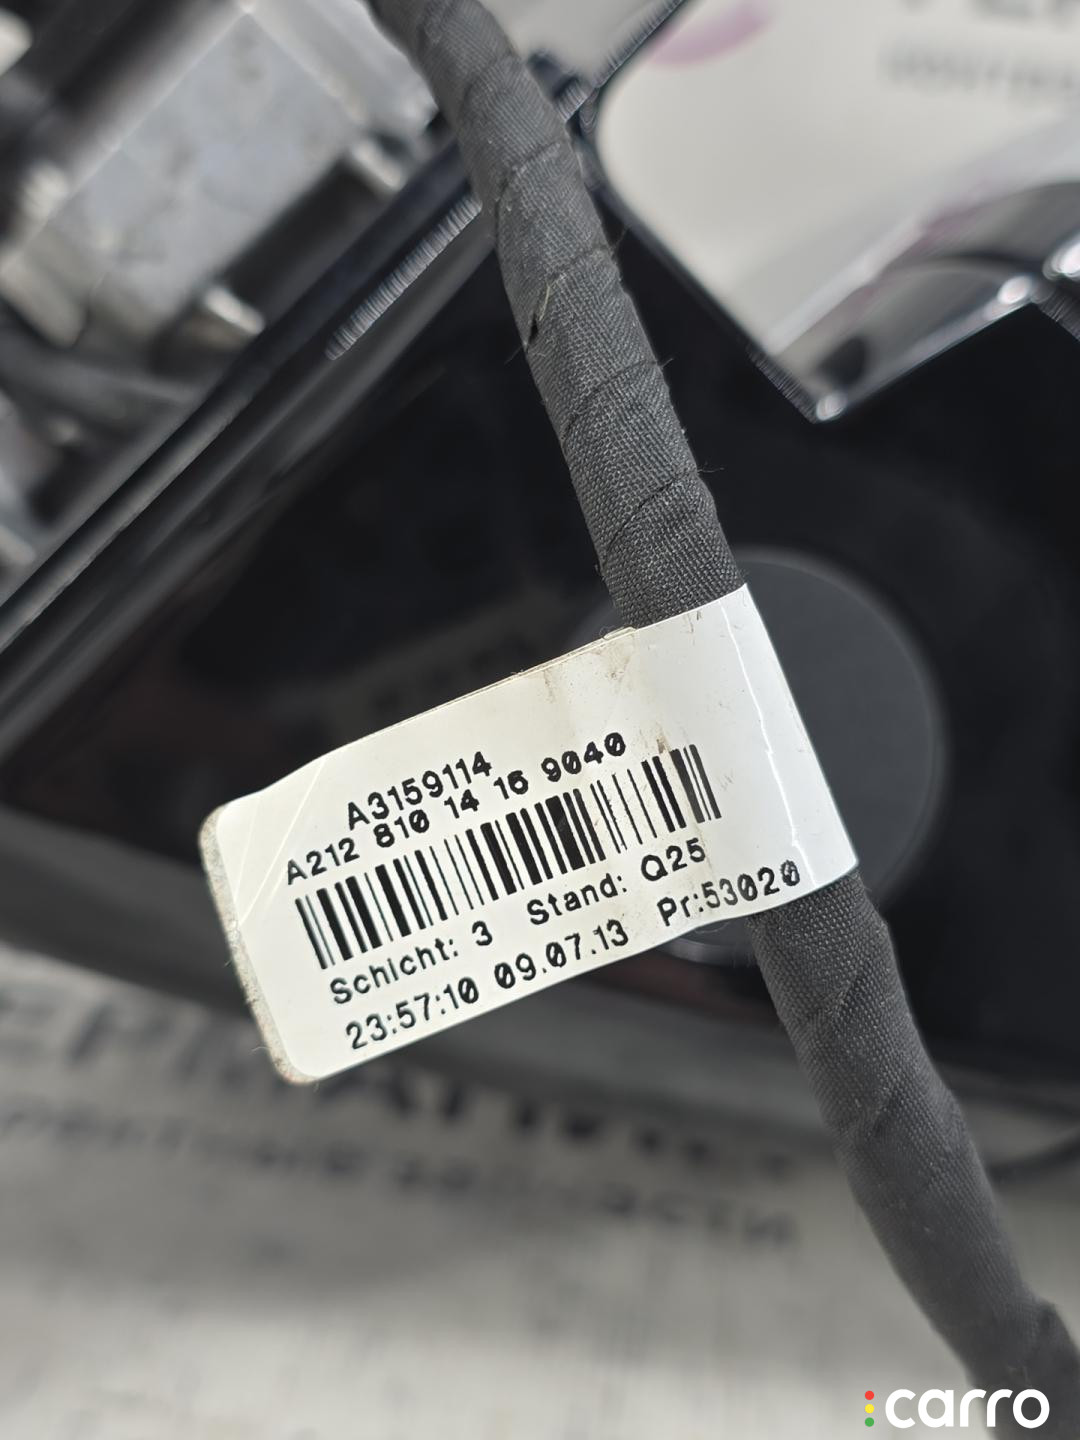 A3159114
A212 810 14 16 9040
Schicht: 3 Stand: Q25
23:57:10 09.07.13 Pr:53020
carro